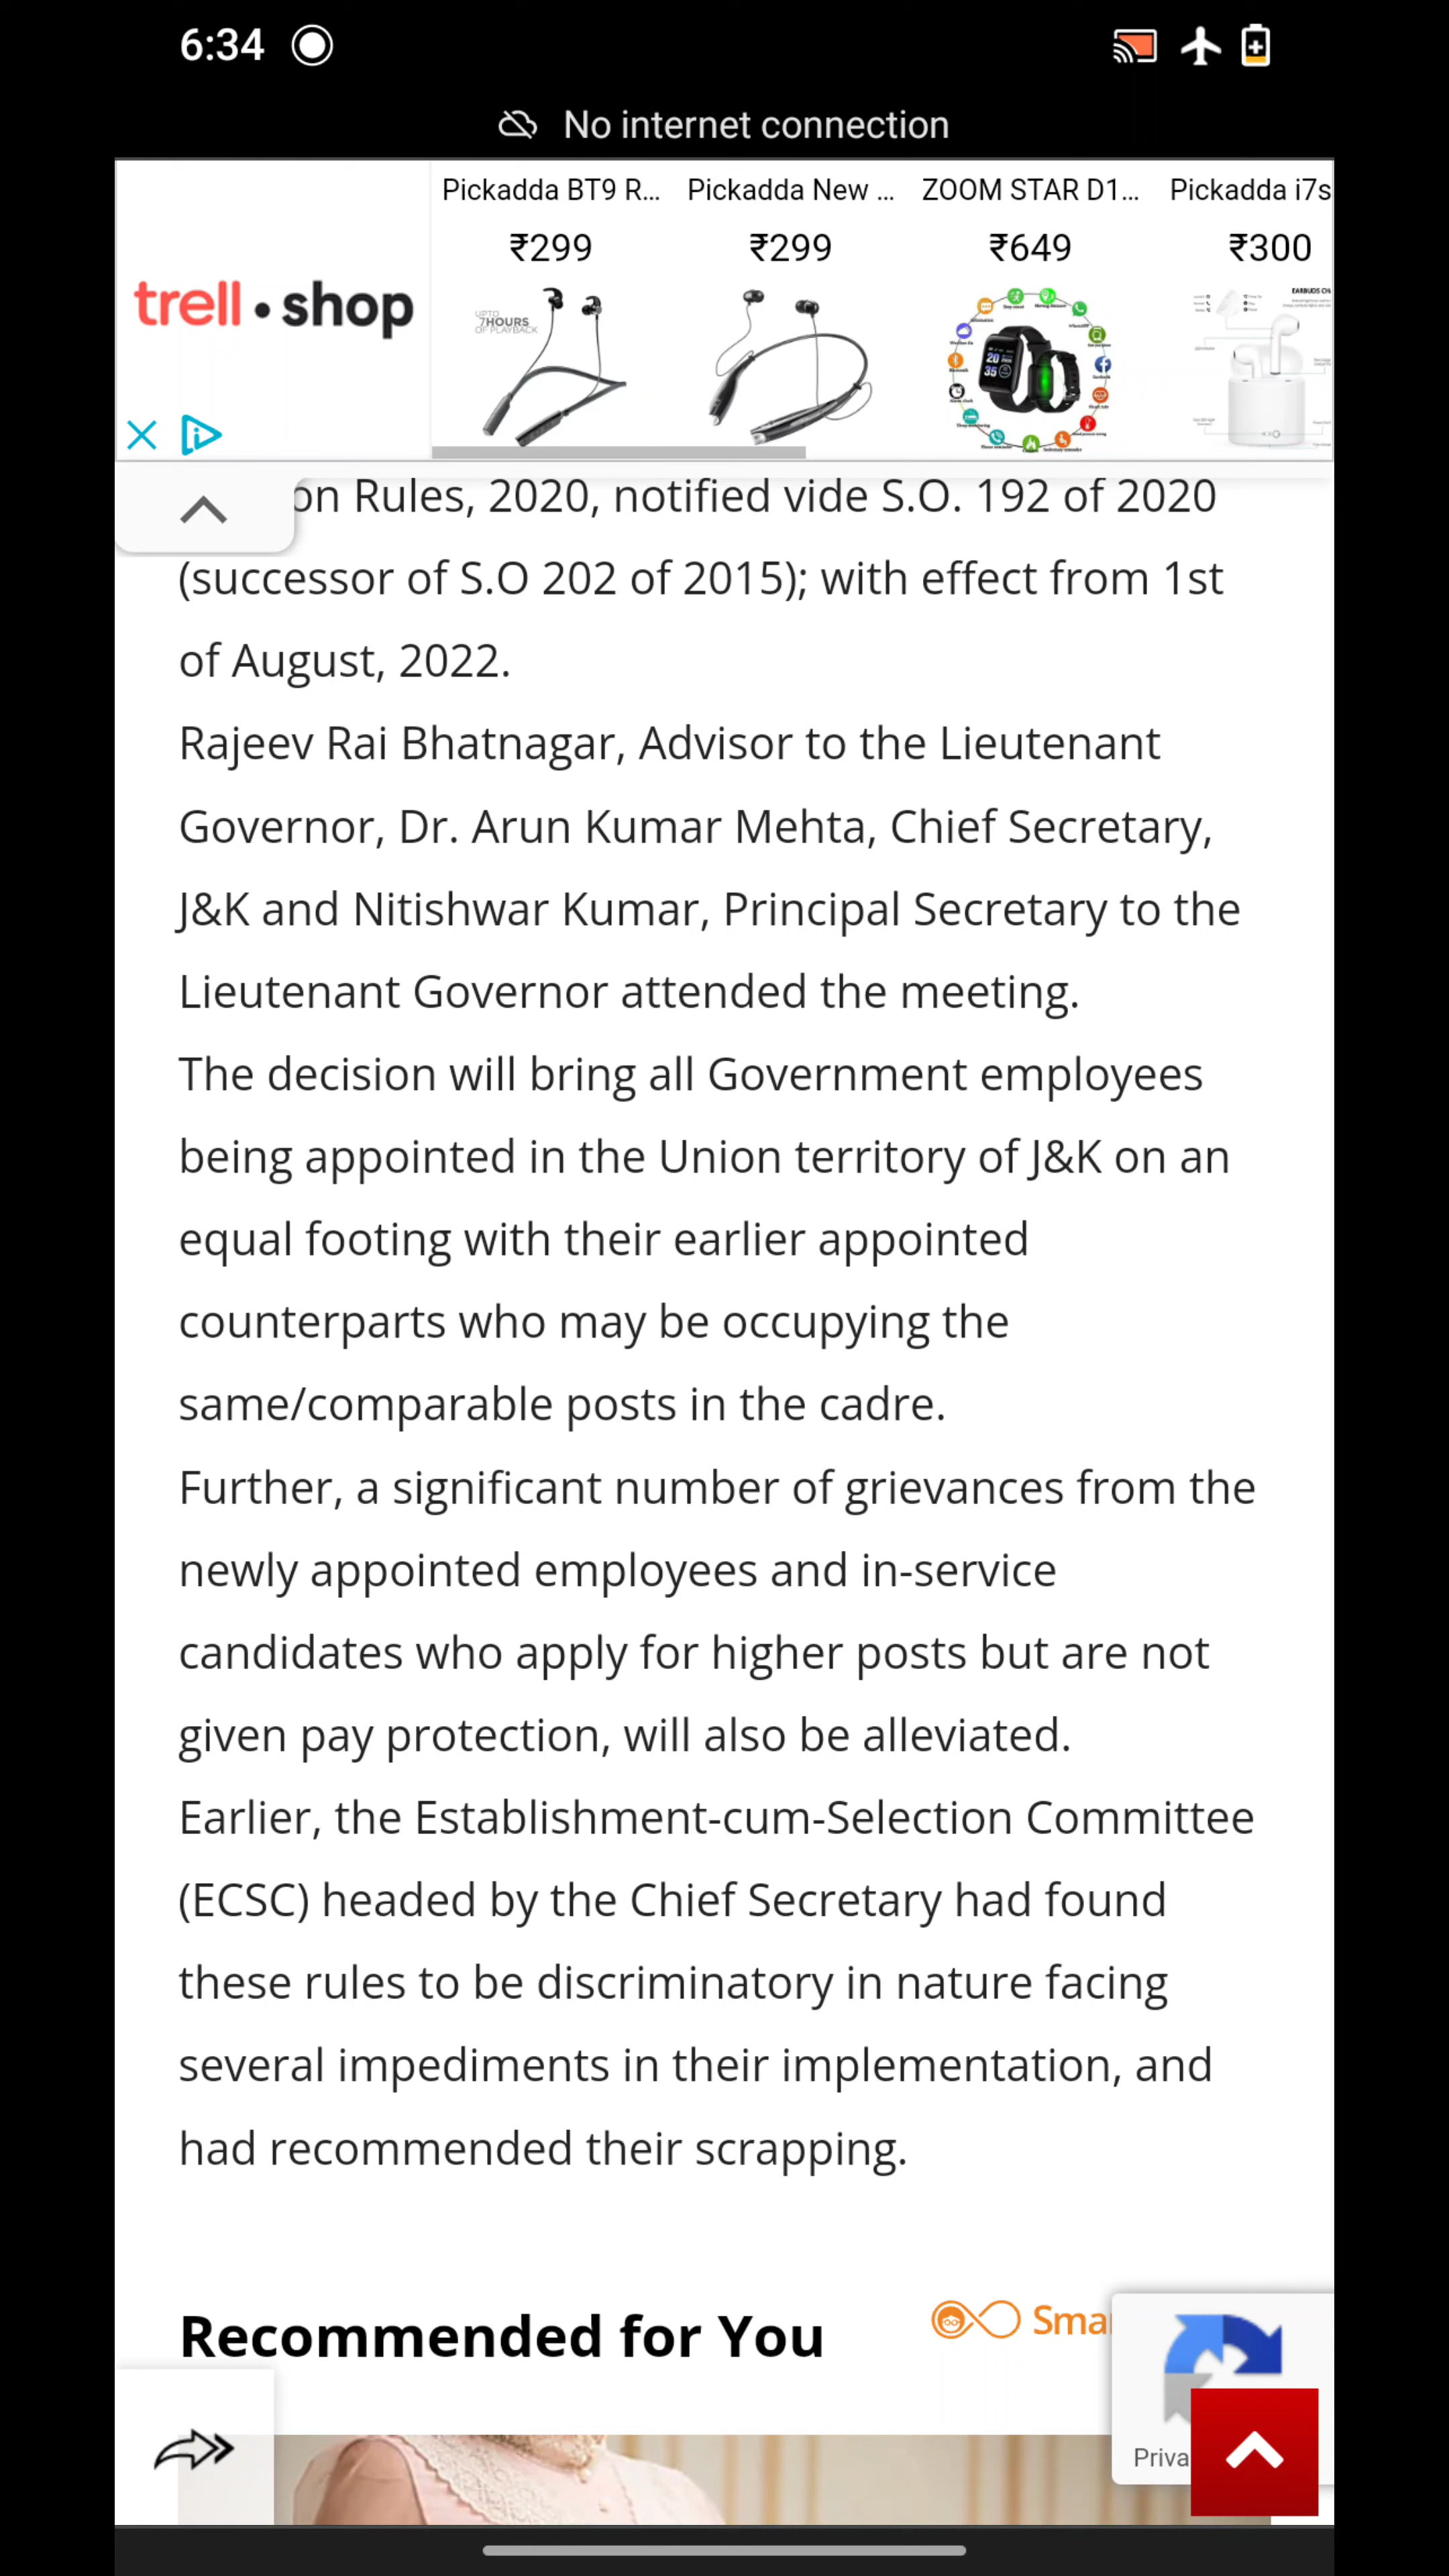 6:34
No internet connection
Pickadda BT9 R... Pickadda New ... ZOOM STAR D1... Pickadda i7s
₹299 ₹299 ₹649 ₹300
trell • shop
UPTO
7HOURS
OF PLAYBACK
20
35
on Rules, 2020, notified vide S.O. 192 of 2020
(successor of S.O 202 of 2015); with effect from 1st
of August, 2022.
Rajeev Rai Bhatnagar, Advisor to the Lieutenant
Governor, Dr. Arun Kumar Mehta, Chief Secretary,
J&K and Nitishwar Kumar, Principal Secretary to the
Lieutenant Governor attended the meeting.
The decision will bring all Government employees
being appointed in the Union territory of J&K on an
equal footing with their earlier appointed
counterparts who may be occupying the
same/comparable posts in the cadre.
Further, a significant number of grievances from the
newly appointed employees and in-service
candidates who apply for higher posts but are not
given pay protection, will also be alleviated.
Earlier, the Establishment-cum-Selection Committee
(ECSC) headed by the Chief Secretary had found
these rules to be discriminatory in nature facing
several impediments in their implementation, and
had recommended their scrapping.
Recommended for You
Sma
Priva